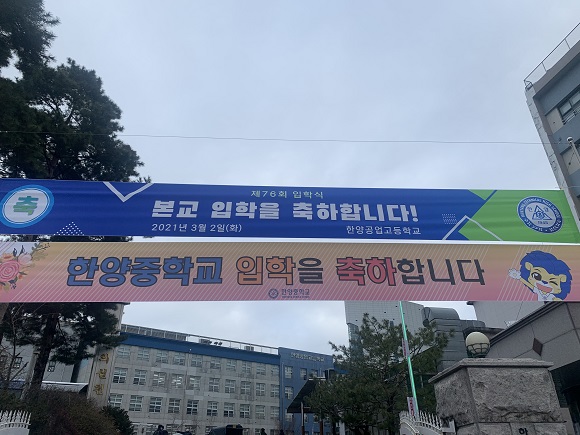 축
제76회 입학식
본교 입학을 축하합니다!
2021년 3월 2일(화)
한양공업고등학교
한양중학교 입학을 축하합니다
한양중학교
한